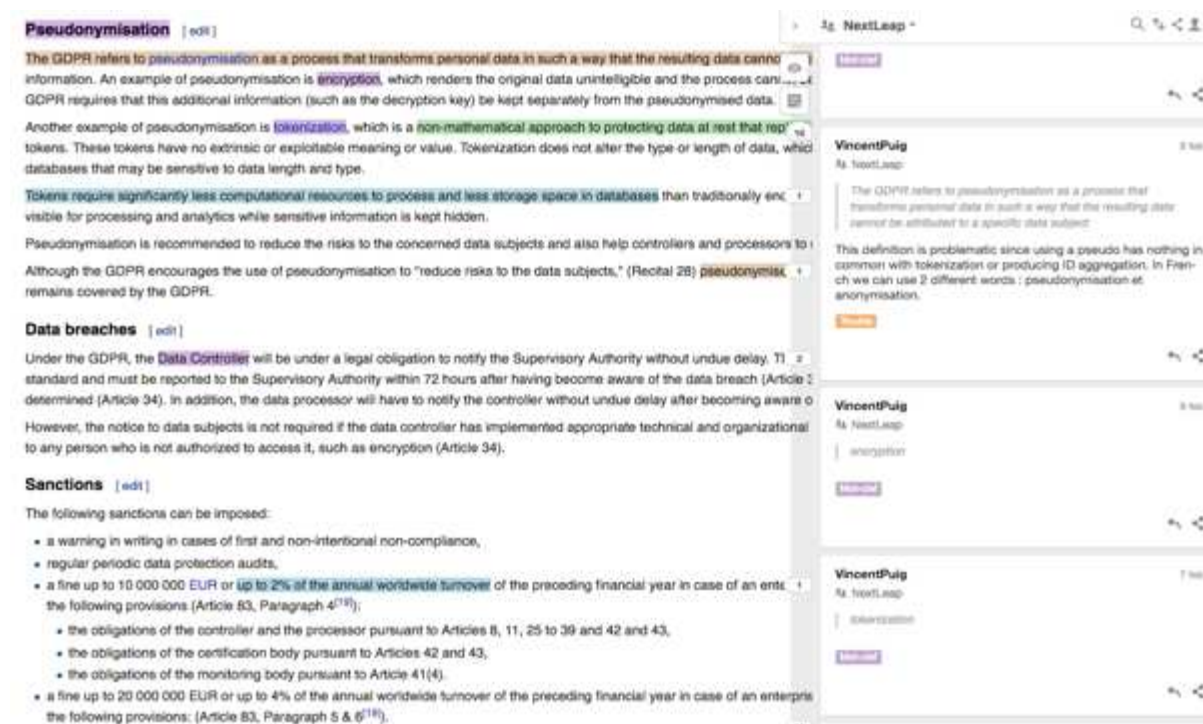 Pseudonymisation [edit]
The GDPR refers to pseudonymisation as a process that transforms personal data in such a way that the resulting data canno
information. An example of pseudonymisation is encryption, which renders the original data unintelligible and the process
GDPR requires that this additional information (such as the decryption key) be kept separately from the pseudonymised data.
Another example of pseudonymisation is tokenization, which is a non-mathematical approach to protecting data at rest that
tokens. These tokens have no extrinsic or exploitable meaning or value. Tokenization does not alter the type or length of data,
databases that may be sensitive to data length and type.
Tokens require significantly less computational resources to process and less storage space in databases than traditionally
visible for processing and analytics while sensitive information is kept hidden.
Pseudonymisation is recommended to reduce the risks to the concerned data subjects and also help controllers and processors to
Although the GDPR encourages the use of pseudonymisation to "reduce risks to the data subjects," (Recital 28)
remains covered by the GDPR.
Data breaches [edit]
Under the GDPR, the Data Controller will be under a legal obligation to notify the Supervisory Authority without undue delay.
standard and must be reported to the Supervisory Authority within 72 hours after having become aware of the data breach (Article
determined (Article 34). In addition, the data processor will have to notify the controller without undue delay after becoming aware o
However, the notice to data subjects is not required if the data controller has implemented appropriate technical and organizational
to any person who is not authorized to access it, such as encryption (Article 34).
Sanctions [edit]
The following sanctions can be imposed:
a warning in writing in cases of first and non-intentional non-compliance,
regular periodic data protection audits,
a fine up to 10 000 000 EUR or up to 2% of the annual worldwide turnover of the preceding financial year in case of an
the following provisions (Article 83, Paragraph 4[18]):
the obligations of the controller and the processor pursuant to Articles 8, 11, 25 to 39 and 42 and 43,
the obligations of the certification body pursuant to Articles 42 and 43,
the obligations of the monitoring body pursuant to Article 41(4).
a fine up to 20 000 000 EUR or up to 4% of the annual worldwide turnover of the preceding financial year in case of an enterpris
the following provisions: (Article 83, Paragraph 5 & 6[18]).
NextLeap
VincentPuig
NextLeap
The GDPR refers to pseudonymisation as a process that
transforms personal data in such a way that the resulting data
cannot be attributed to a specific data subject
This definition is problematic since using a pseudo has nothing in
common with tokenization or producing ID aggregation. In Fren-
ch we can use 2 different words : pseudonymisation et
anonymisation.
VincentPuig
NextLeap
encryption
VincentPuig
NextLeap
tokenization